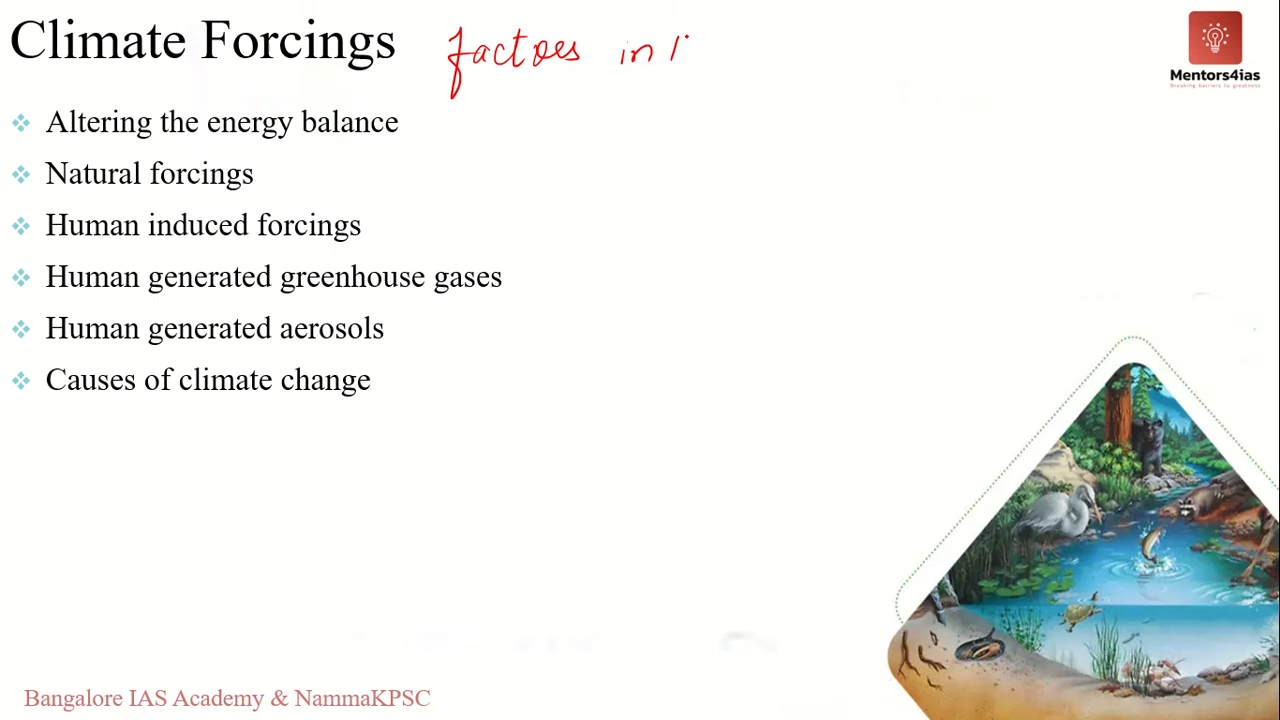 Climate Forcings factors in
Mentors4ias
Breaking barriers to greatness
Altering the energy balance
Natural forcings
Human induced forcings
Human generated greenhouse gases
Human generated aerosols
Causes of climate change
Bangalore IAS Academy & NammaKPSC